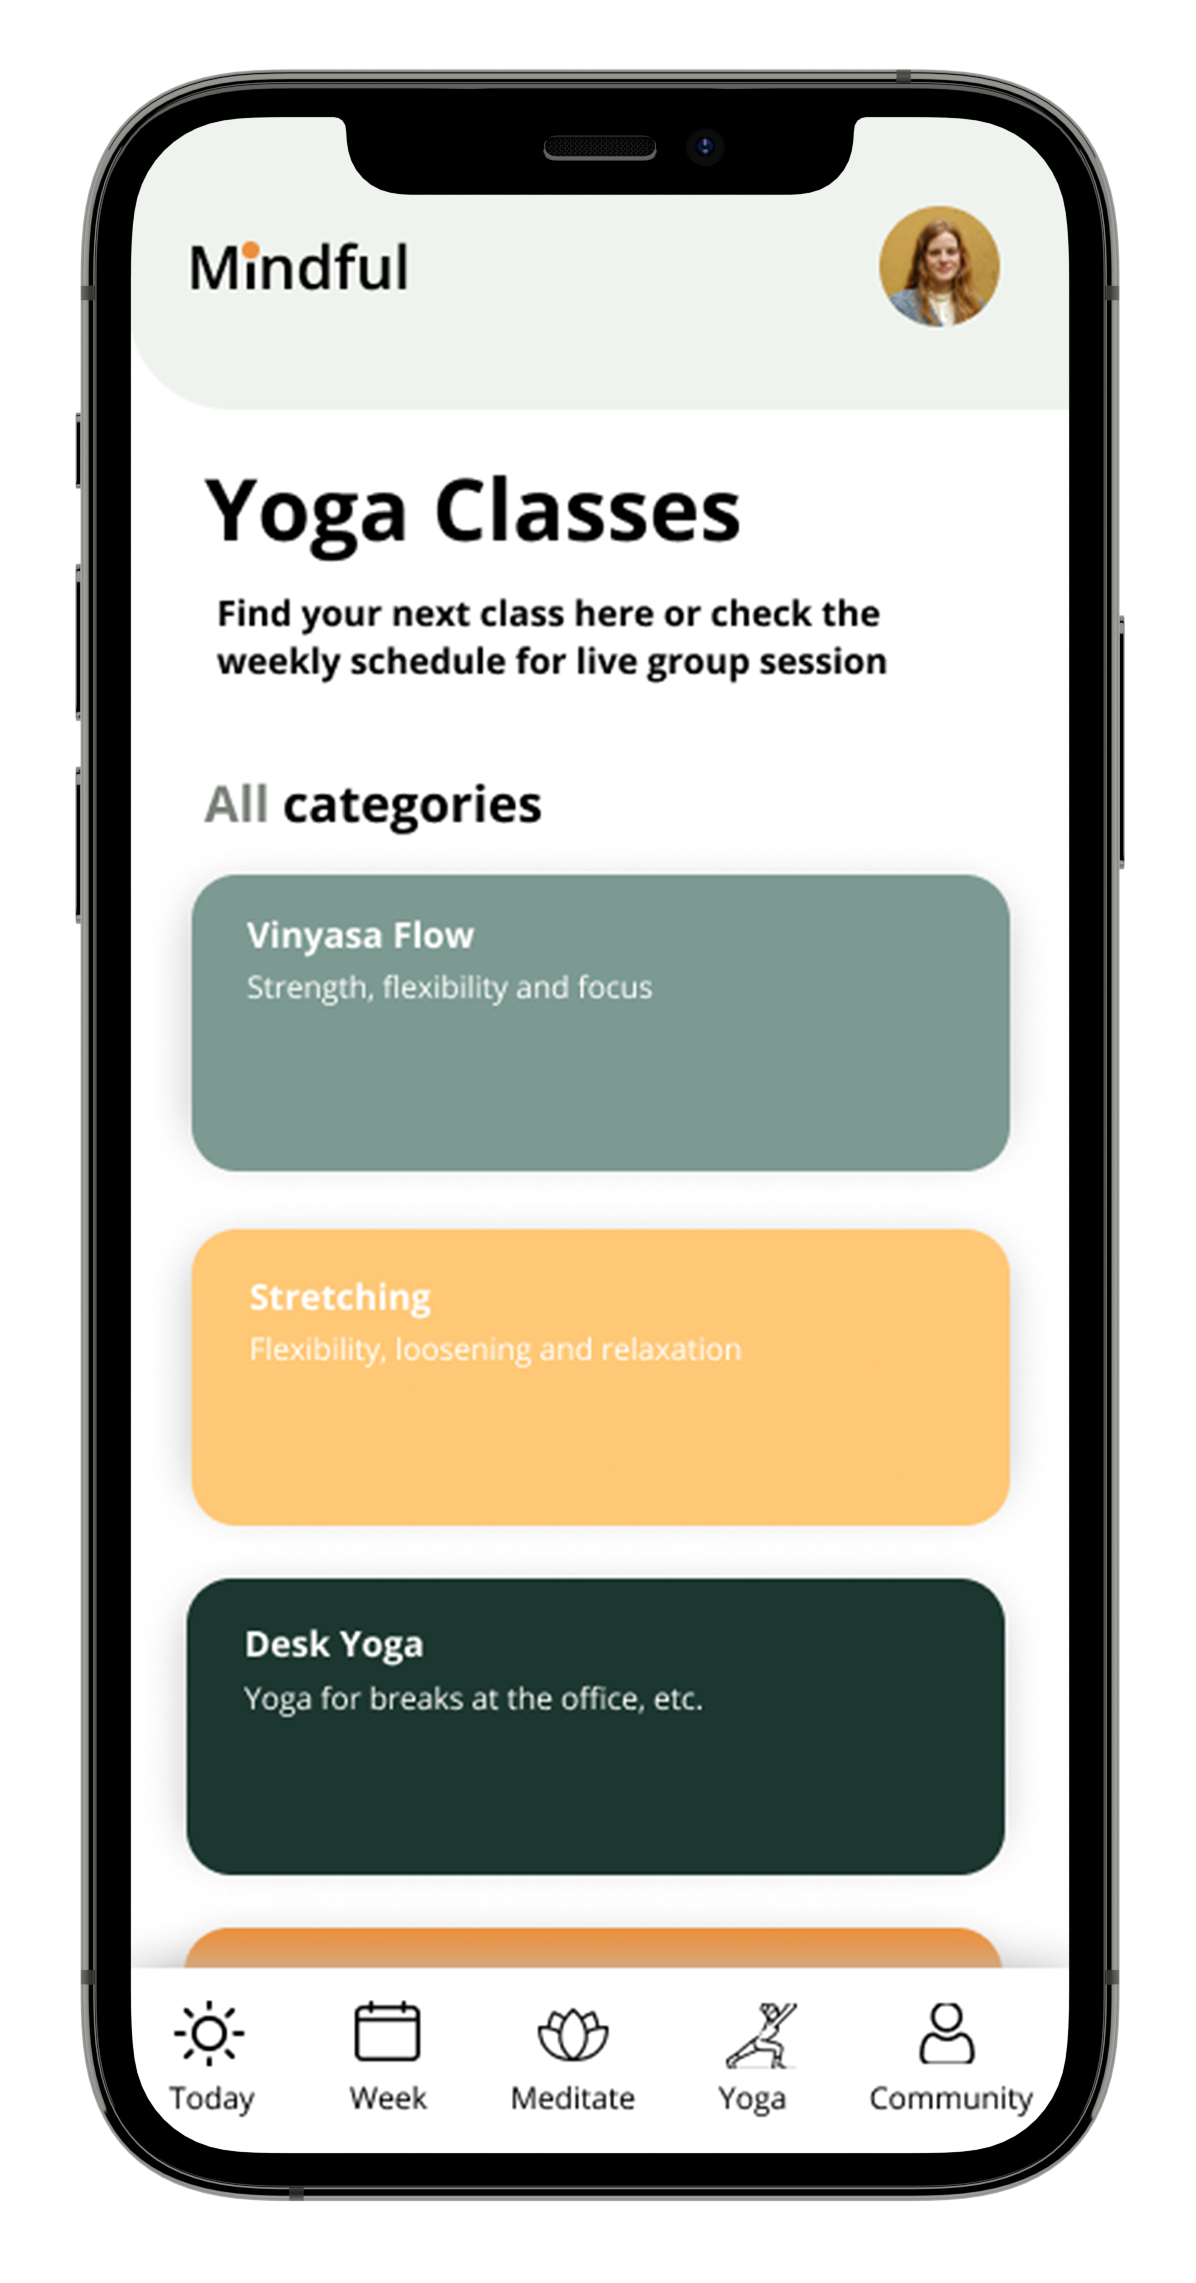 Mindful
Yoga Classes
Find your next class here or check the
weekly schedule for live group session
All categories
Vinyasa Flow
Strength, flexibility and focus
Stretching
Flexibility, loosening and relaxation
Desk Yoga
Yoga for breaks at the office, etc.
Today
Week
Meditate
Yoga
Community